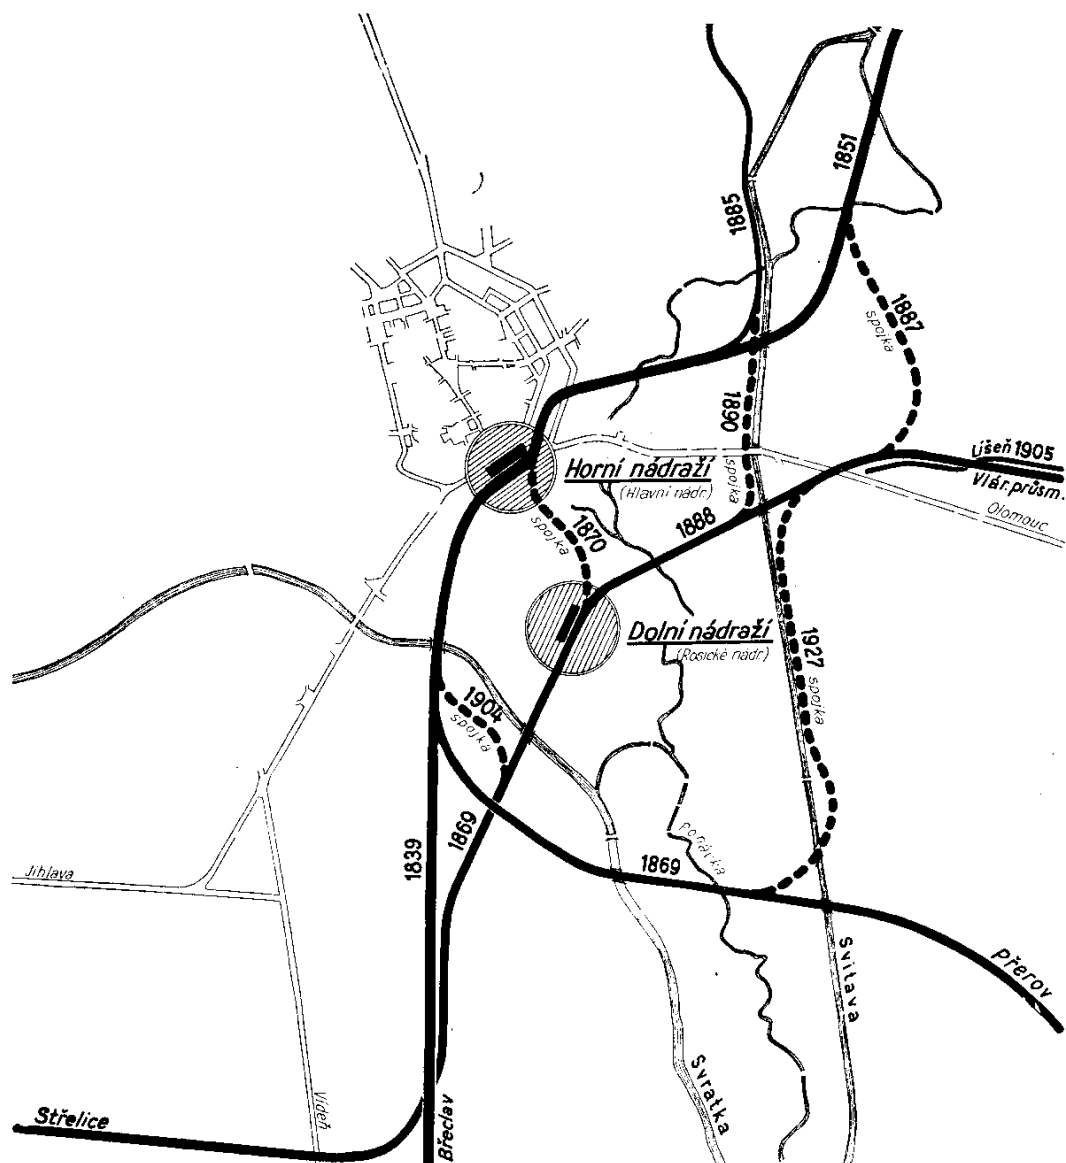 1851
1885
1887
spojka
1890
spojka
Horní nádraží
(Hlavní nádr.)
Líšeň 1905
Vlár. průsm.
Olomouc
1870
spojka
1888
Dolní nádraží
(Rosické nádr.)
1927 spojka
1904
spojka
1839
1869
1869
Ponávka
Jihlava
Svitava
Přerov
Svratka
Střelice
Vídeň
Břeclav